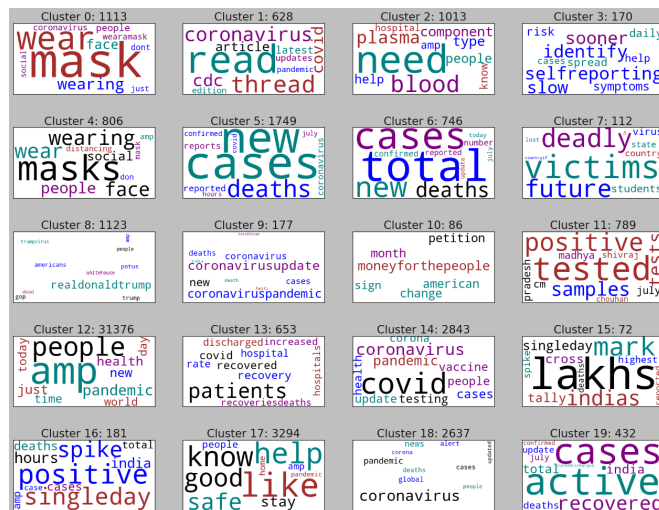 Cluster 0: 1113
coronavirus people
wear wearmask
social face dont
mask
wearing just
Cluster 1: 628
coronavirus covid
article latest
read updates
cdc pandemic
edition thread
Cluster 2: 1013
hospital
plasma component
amp type
need people
help blood know
Cluster 3: 170
risk sooner daily
identify
cases spread help
selfreporting
slow symptoms
Cluster 4: 806
wearing amp
wear distancing mask
social
masks don
people face
Cluster 5: 1749
confirmed covid new july
reports
cases coronavirus
reported deaths
hours
Cluster 6: 746
cases today
number
confirmed reported july
total update
new deaths
Cluster 7: 112
lost deadly virus
state
country
victims
future students
Cluster 8: 1123
trumpvirus amp
people
americans potus
whitehouse
realdonaldtrump
dead
gop trump
Cluster 9: 177
deaths coronavirus
coronavirusupdate
new death cases
coronaviruspandemic
Cluster 10: 86
petition
month
moneyforthepeople
sign american
change
Cluster 11: 789
positive tests
madhya shivraj
tested
pradesh cm samples july
chouhan
Cluster 12: 31376
today people day
amp health
new
just pandemic
time world
Cluster 13: 653
discharged increased
covid hospital
rate recovered hospitals
recovery
patients
recoveriesdeaths
Cluster 14: 2843
corona
coronavirus
pandemic
health vaccine
covid people
update testing cases
Cluster 15: 72
singleday mark
spike cross highest
lakhs
deaths reported
tally indias
Cluster 16: 181
deaths spike total
hours india
positive
amp case cases
singleday
Cluster 17: 3294
people
know help
home amp
good pandemic
like
safe stay
Cluster 18: 2637
news alert updated
corona
pandemic
deaths cases
global
people
coronavirus
Cluster 19: 432
confirmed
update cases
july
total india
active
deaths recovered